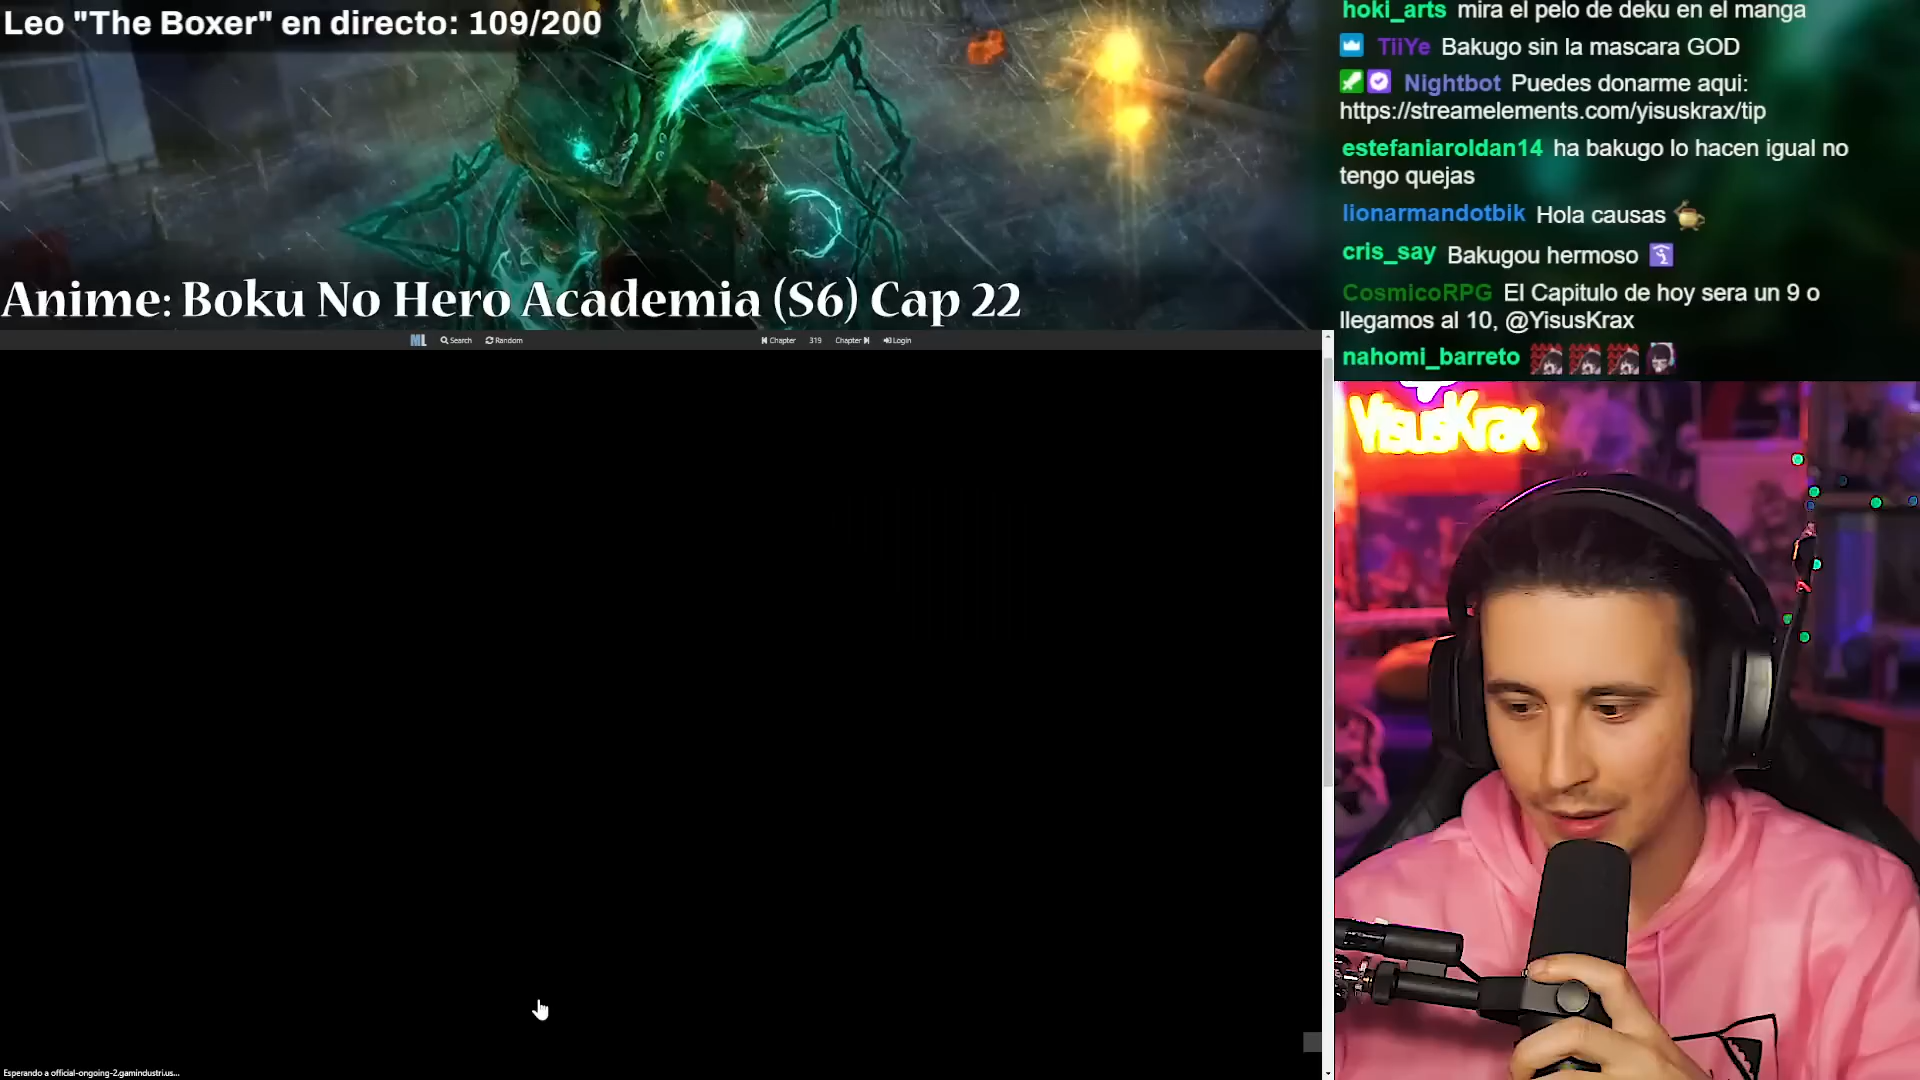 Leo "The Boxer" en directo: 109/200
Anime: Boku No Hero Academia (S6) Cap 22
ML Search Random Chapter 319 Chapter Login
Esperando a official-ongoing-2.gamindustri.us...
hoki_arts mira el pelo de deku en el manga
TiiYe Bakugo sin la mascara GOD
Nightbot Puedes donarme aqui:
https://streamelements.com/yisuskrax/tip
estefaniaroldan14 ha bakugo lo hacen igual no
tengo quejas
lionarmandotbik Hola causas
cris_say Bakugou hermoso
CosmicoRPG El Capitulo de hoy sera un 9 o
llegamos al 10, @YisusKrax
nahomi_barreto
YisusKrax